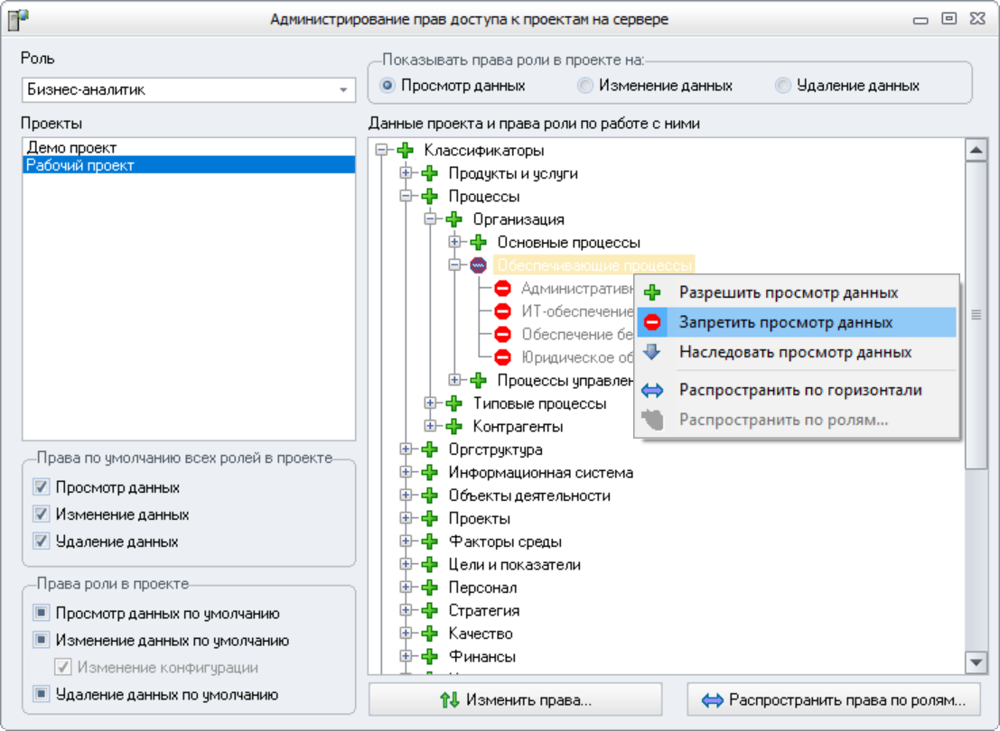 Администрирование прав доступа к проектам на сервере
Роль
Бизнес-аналитик
Проекты
Демо проект
Рабочий проект
Права по умолчанию всех ролей в проекте
Просмотр данных
Изменение данных
Удаление данных
Права роли в проекте
Просмотр данных по умолчанию
Изменение данных по умолчанию
Изменение конфигурации
Удаление данных по умолчанию
Показывать права роли в проекте на:
Просмотр данных Изменение данных Удаление данных
Данные проекта и права роли по работе с ними
Классификаторы
Продукты и услуги
Процессы
Организация
Основные процессы
Обеспечивающие процессы
Административн
ИТ-обеспечение
Обеспечение бе
Юридическое об
Процессы управлен
Типовые процессы
Контрагенты
Оргструктура
Информационная система
Объекты деятельности
Проекты
Факторы среды
Цели и показатели
Персонал
Стратегия
Качество
Финансы
Разрешить просмотр данных
Запретить просмотр данных
Наследовать просмотр данных
Распространить по горизонтали
Распространить по ролям...
Изменить права...
Распространить права по ролям...